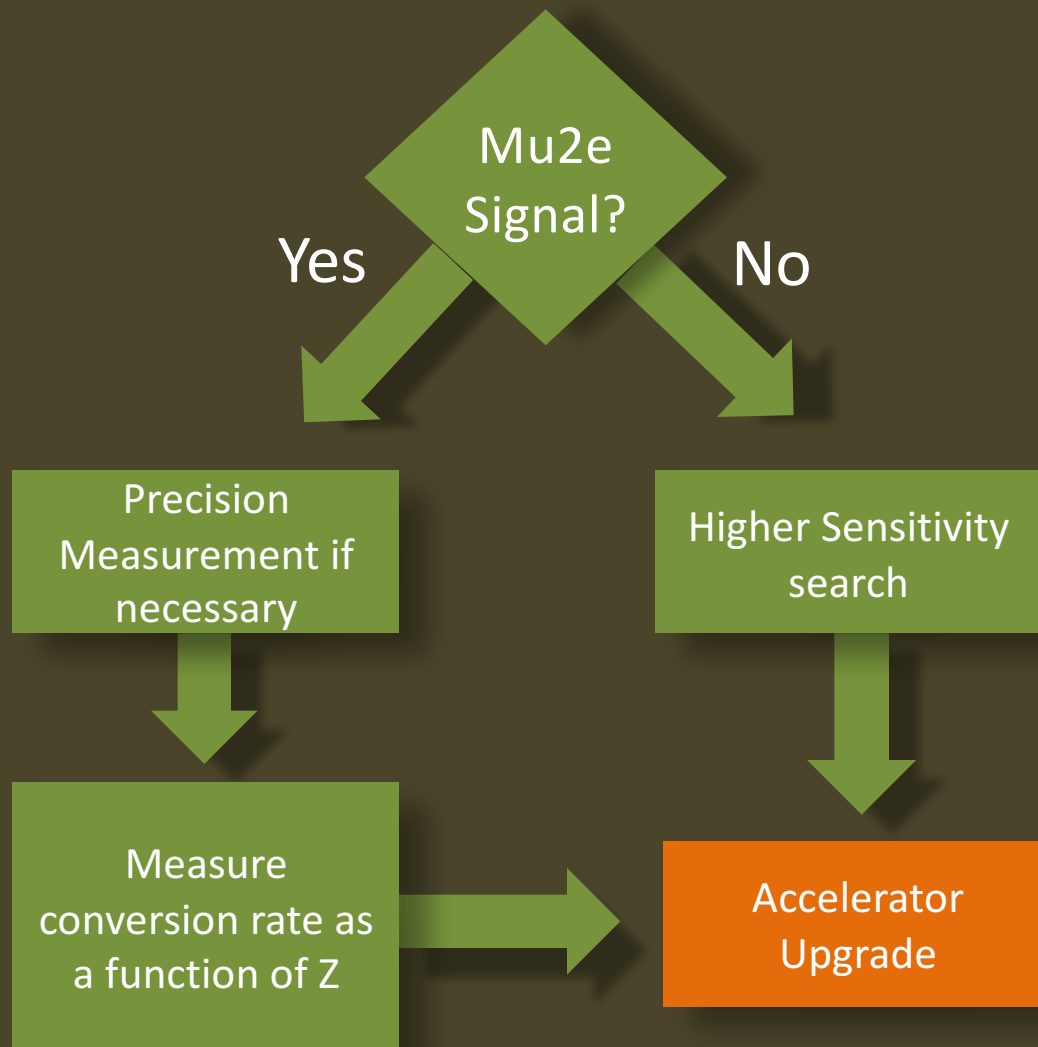 Mu2e
Signal?
Yes
No
Precision
Measurement if
necessary
Higher Sensitivity
search
Measure
conversion rate as
a function of Z
Accelerator
Upgrade